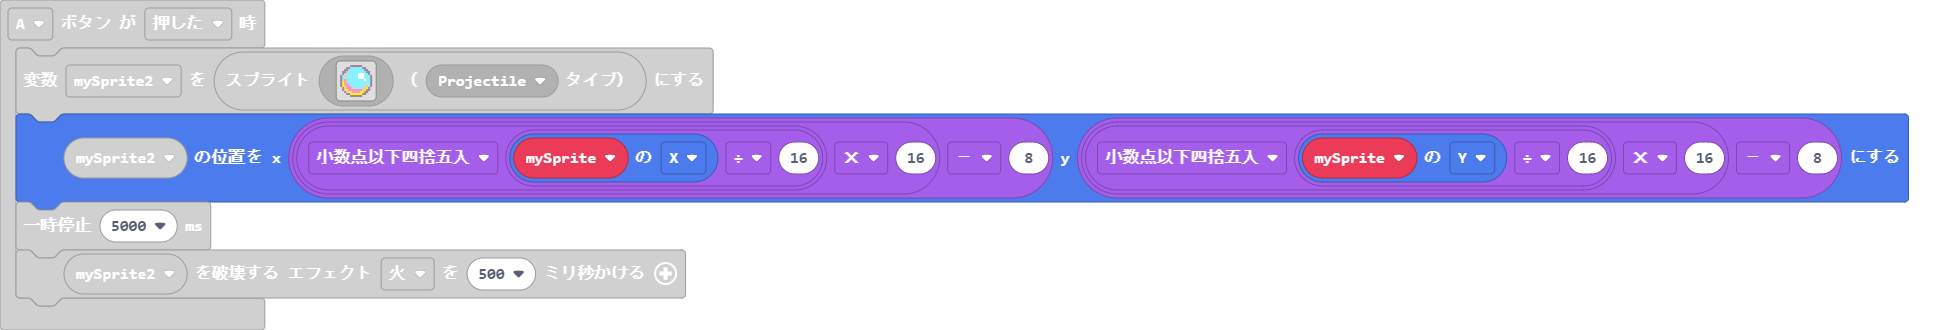 A ボタン が 押した 時
変数 mySprite2 を スプライト ( Projectile タイプ) にする
mySprite2 の位置を x 小数点以下四捨五入 mySprite の X ÷ 16 × 16 - 8 y 小数点以下四捨五入 mySprite の Y ÷ 16 × 16 - 8 にする
一時停止 5000 ms
mySprite2 を破壊する エフェクト 火 を 500 ミリ秒かける